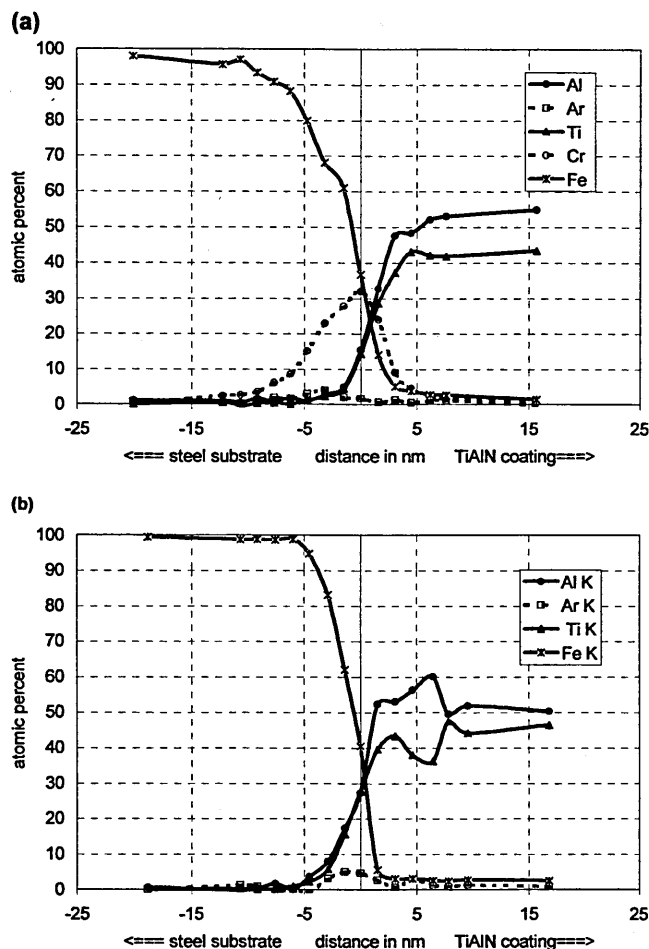 (a)
100
90
80
70
60
50
40
30
20
10
0
atomic percent
Al
Ar
Ti
Cr
Fe
-25 -15 -5 5 15 25
<=== steel substrate distance in nm TiAlN coating===>
(b)
100
90
80
70
60
50
40
30
20
10
0
atomic percent
Al K
Ar K
Ti K
Fe K
-25 -15 -5 5 15 25
<=== steel substrate distance in nm TiAlN coating===>